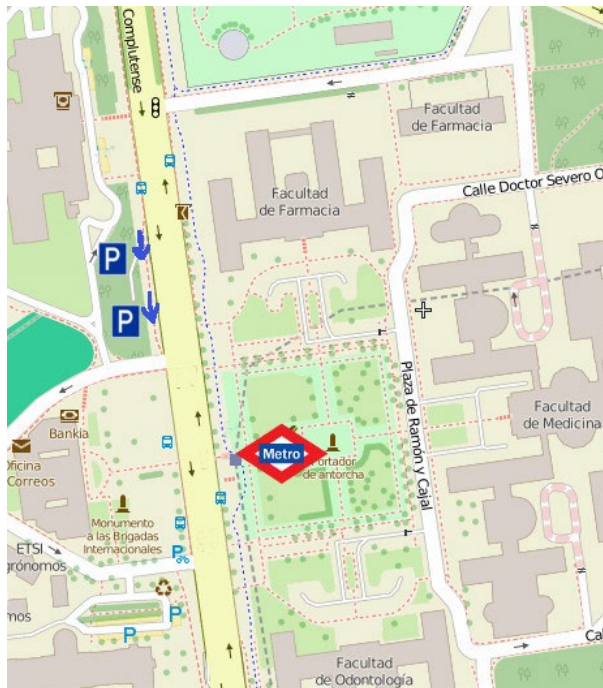 Complutense
Facultad
de Farmacia
Facultad
de Farmacia
Calle Doctor Severo O
P
P
Plaza de Ramón y Cajal
Facultad
de Medicina
Bankia
Metro
Portador
de antorcha
Oficina
Correos
Monumento
a las Brigadas
Internacionales
ETSI
grónomos
P
mos
P
P
Facultad
de Odontología
Cal